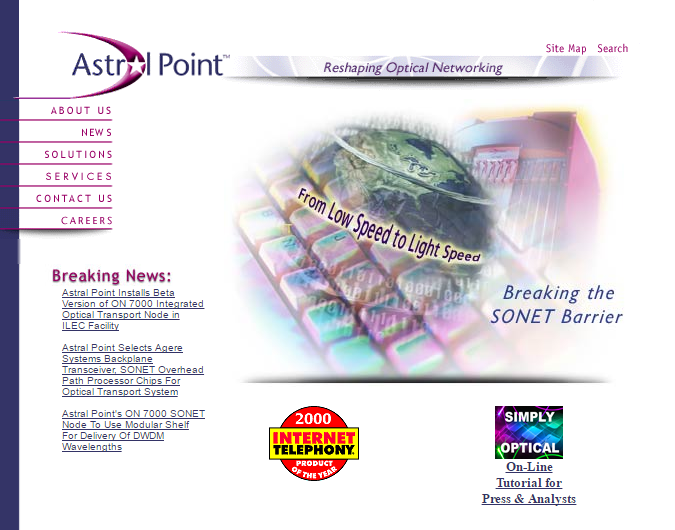 Site Map Search
Astral Point™
Reshaping Optical Networking
ABOUT US
NEWS
SOLUTIONS
SERVICES
CONTACT US
CAREERS
From Low Speed to Light Speed
Breaking the
SONET Barrier
Breaking News:
Astral Point Installs Beta
Version of ON 7000 Integrated
Optical Transport Node in
ILEC Facility
Astral Point Selects Agere
Systems Backplane
Transceiver, SONET Overhead
Path Processor Chips For
Optical Transport System
Astral Point's ON 7000 SONET
Node To Use Modular Shelf
For Delivery Of DWDM
Wavelengths
2000
INTERNET
TELEPHONY
PRODUCT
OF THE YEAR
SIMPLY
OPTICAL
On-Line
Tutorial for
Press & Analysts